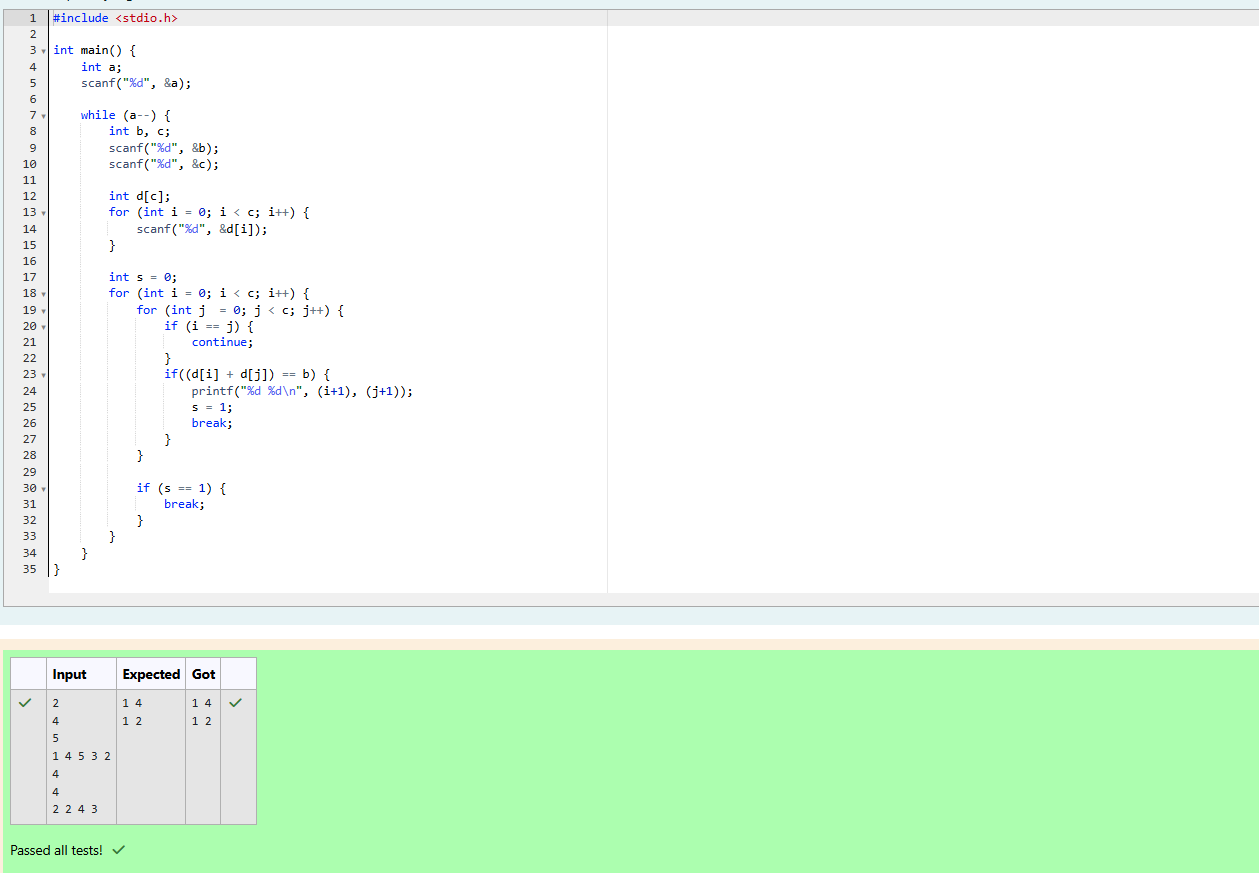 1 #include <stdio.h>
2
3 int main() {
4     int a;
5     scanf("%d", &a);
6
7     while (a--) {
8         int b, c;
9         scanf("%d", &b);
10         scanf("%d", &c);
11
12         int d[c];
13         for (int i = 0; i < c; i++) {
14             scanf("%d", &d[i]);
15         }
16
17         int s = 0;
18         for (int i = 0; i < c; i++) {
19             for (int j  = 0; j < c; j++) {
20                 if (i == j) {
21                     continue;
22                 }
23                 if((d[i] + d[j]) == b) {
24                     printf("%d %d\n", (i+1), (j+1));
25                     s = 1;
26                     break;
27                 }
28             }
29
30             if (s == 1) {
31                 break;
32             }
33         }
34     }
35 }
Input Expected Got
2 1 4 1 4
4 1 2 1 2
5
1 4 5 3 2
4
4
2 2 4 3
Passed all tests!